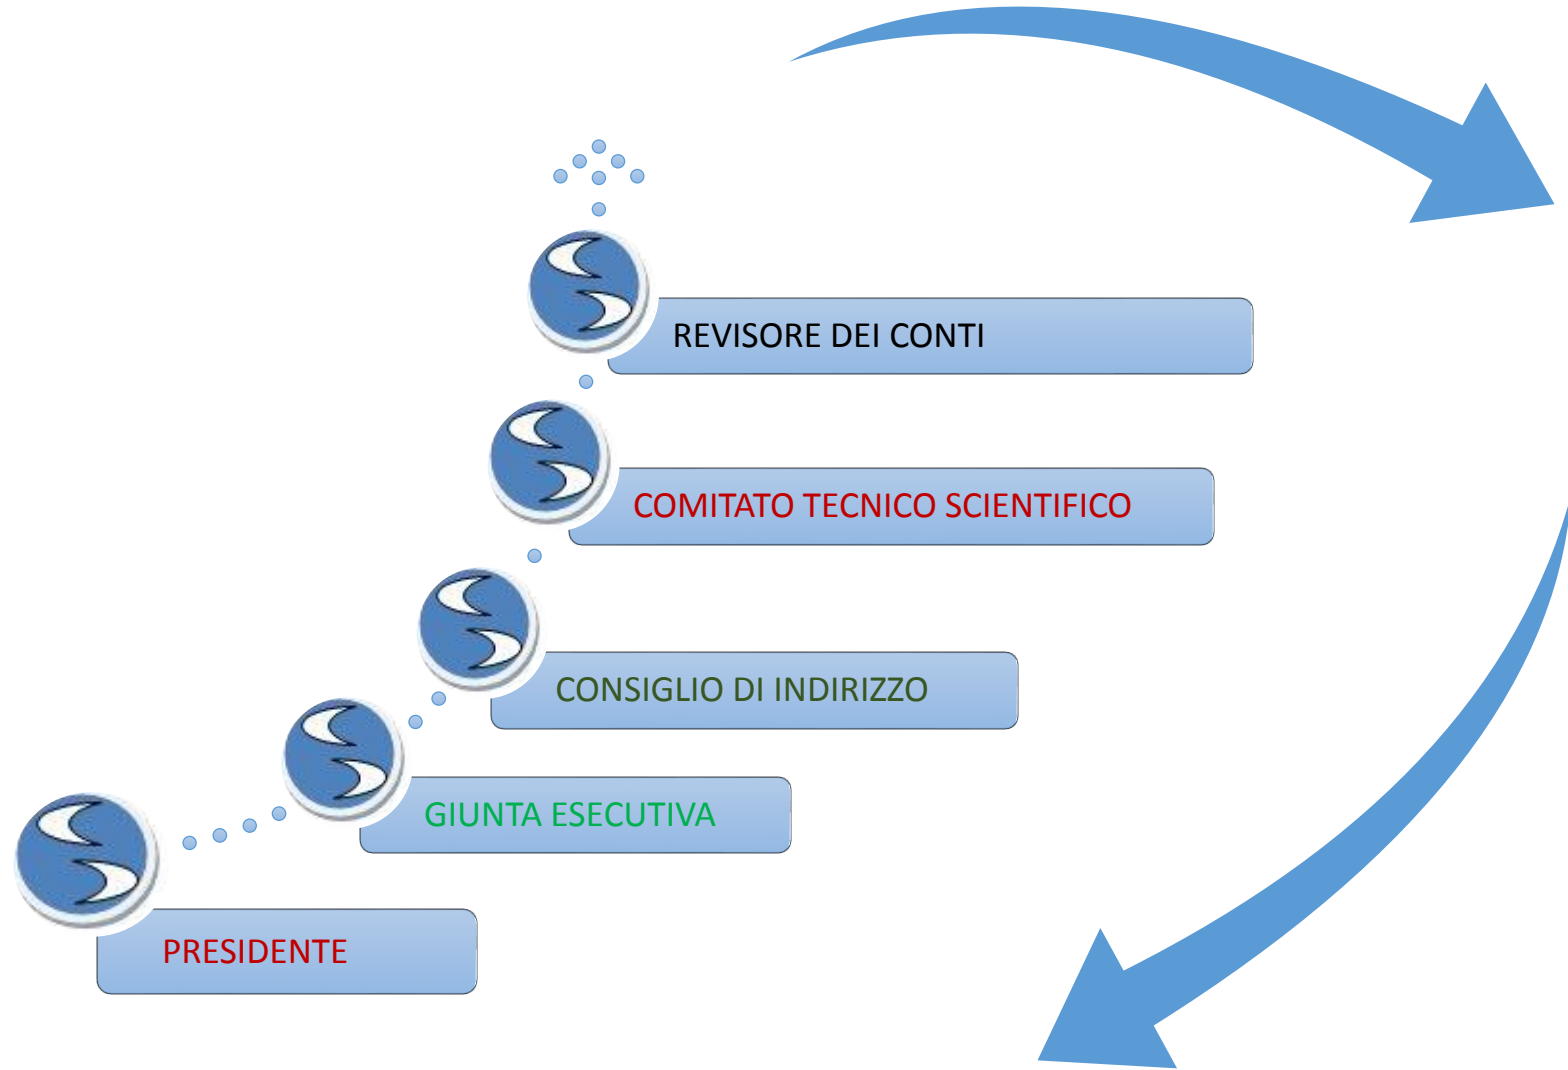 REVISORE DEI CONTI
COMITATO TECNICO SCIENTIFICO
CONSIGLIO DI INDIRIZZO
GIUNTA ESECUTIVA
PRESIDENTE